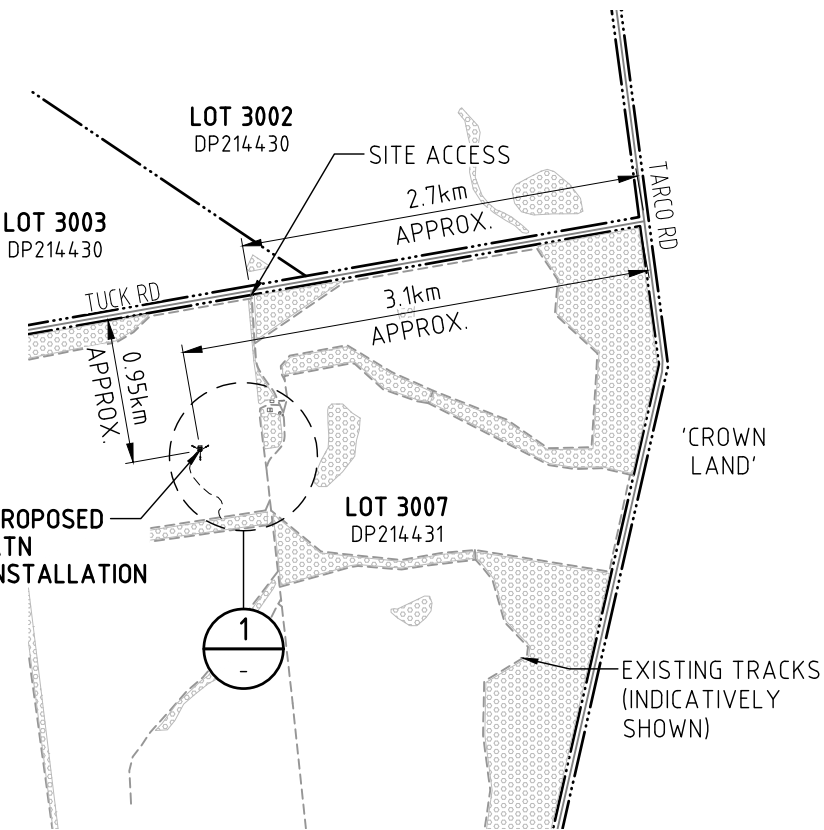 LOT 3002
DP214430
SITE ACCESS
TARCO RD
2.7km
APPROX.
LOT 3003
DP214430
TUCK RD
3.1km
APPROX.
0.95km
APPROX.
'CROWN
LAND'
LOT 3007
DP214431
ROPOSED
TN
NSTALLATION
1
-
EXISTING TRACKS
(INDICATIVELY
SHOWN)